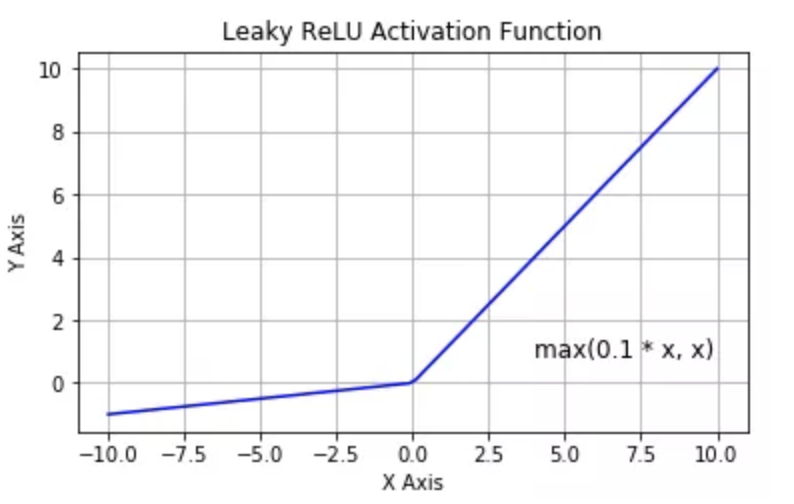 Leaky ReLU Activation Function
10
8
6
4
2
0
Y Axis
max(0.1 * x, x)
−10.0 −7.5 −5.0 −2.5 0.0 2.5 5.0 7.5 10.0
X Axis